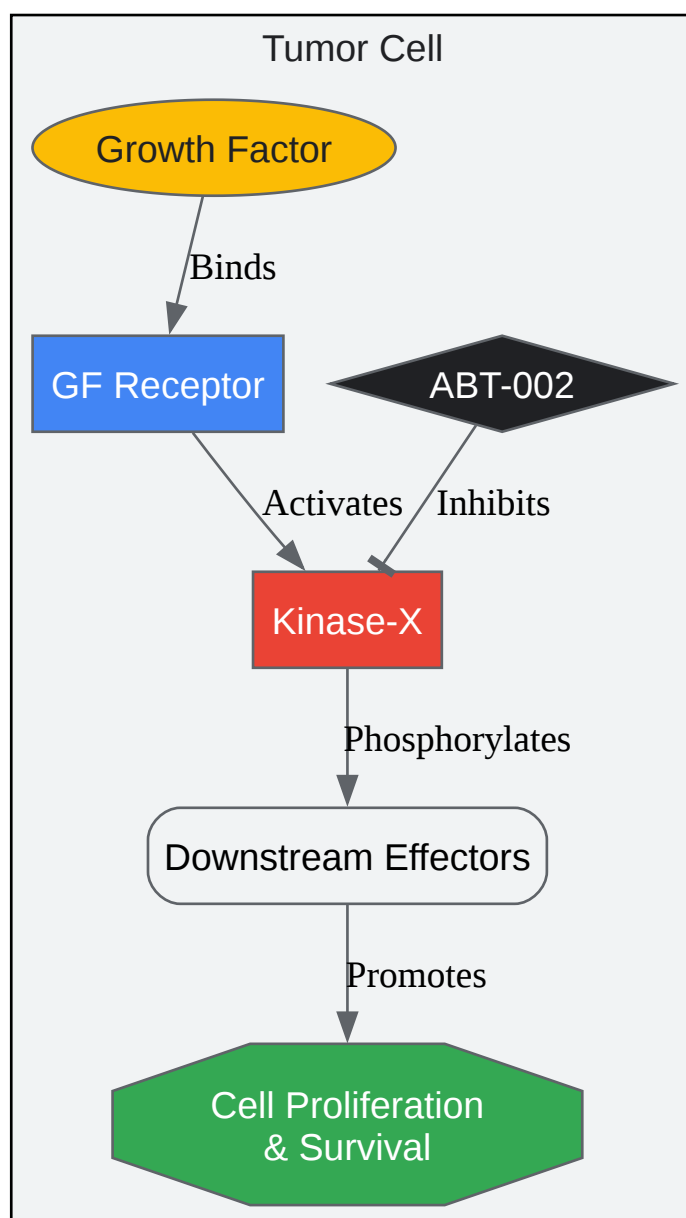 Tumor Cell
Growth Factor
Binds
GF Receptor
ABT-002
Activates
Inhibits
Kinase-X
Phosphorylates
Downstream Effectors
Promotes
Cell Proliferation
& Survival